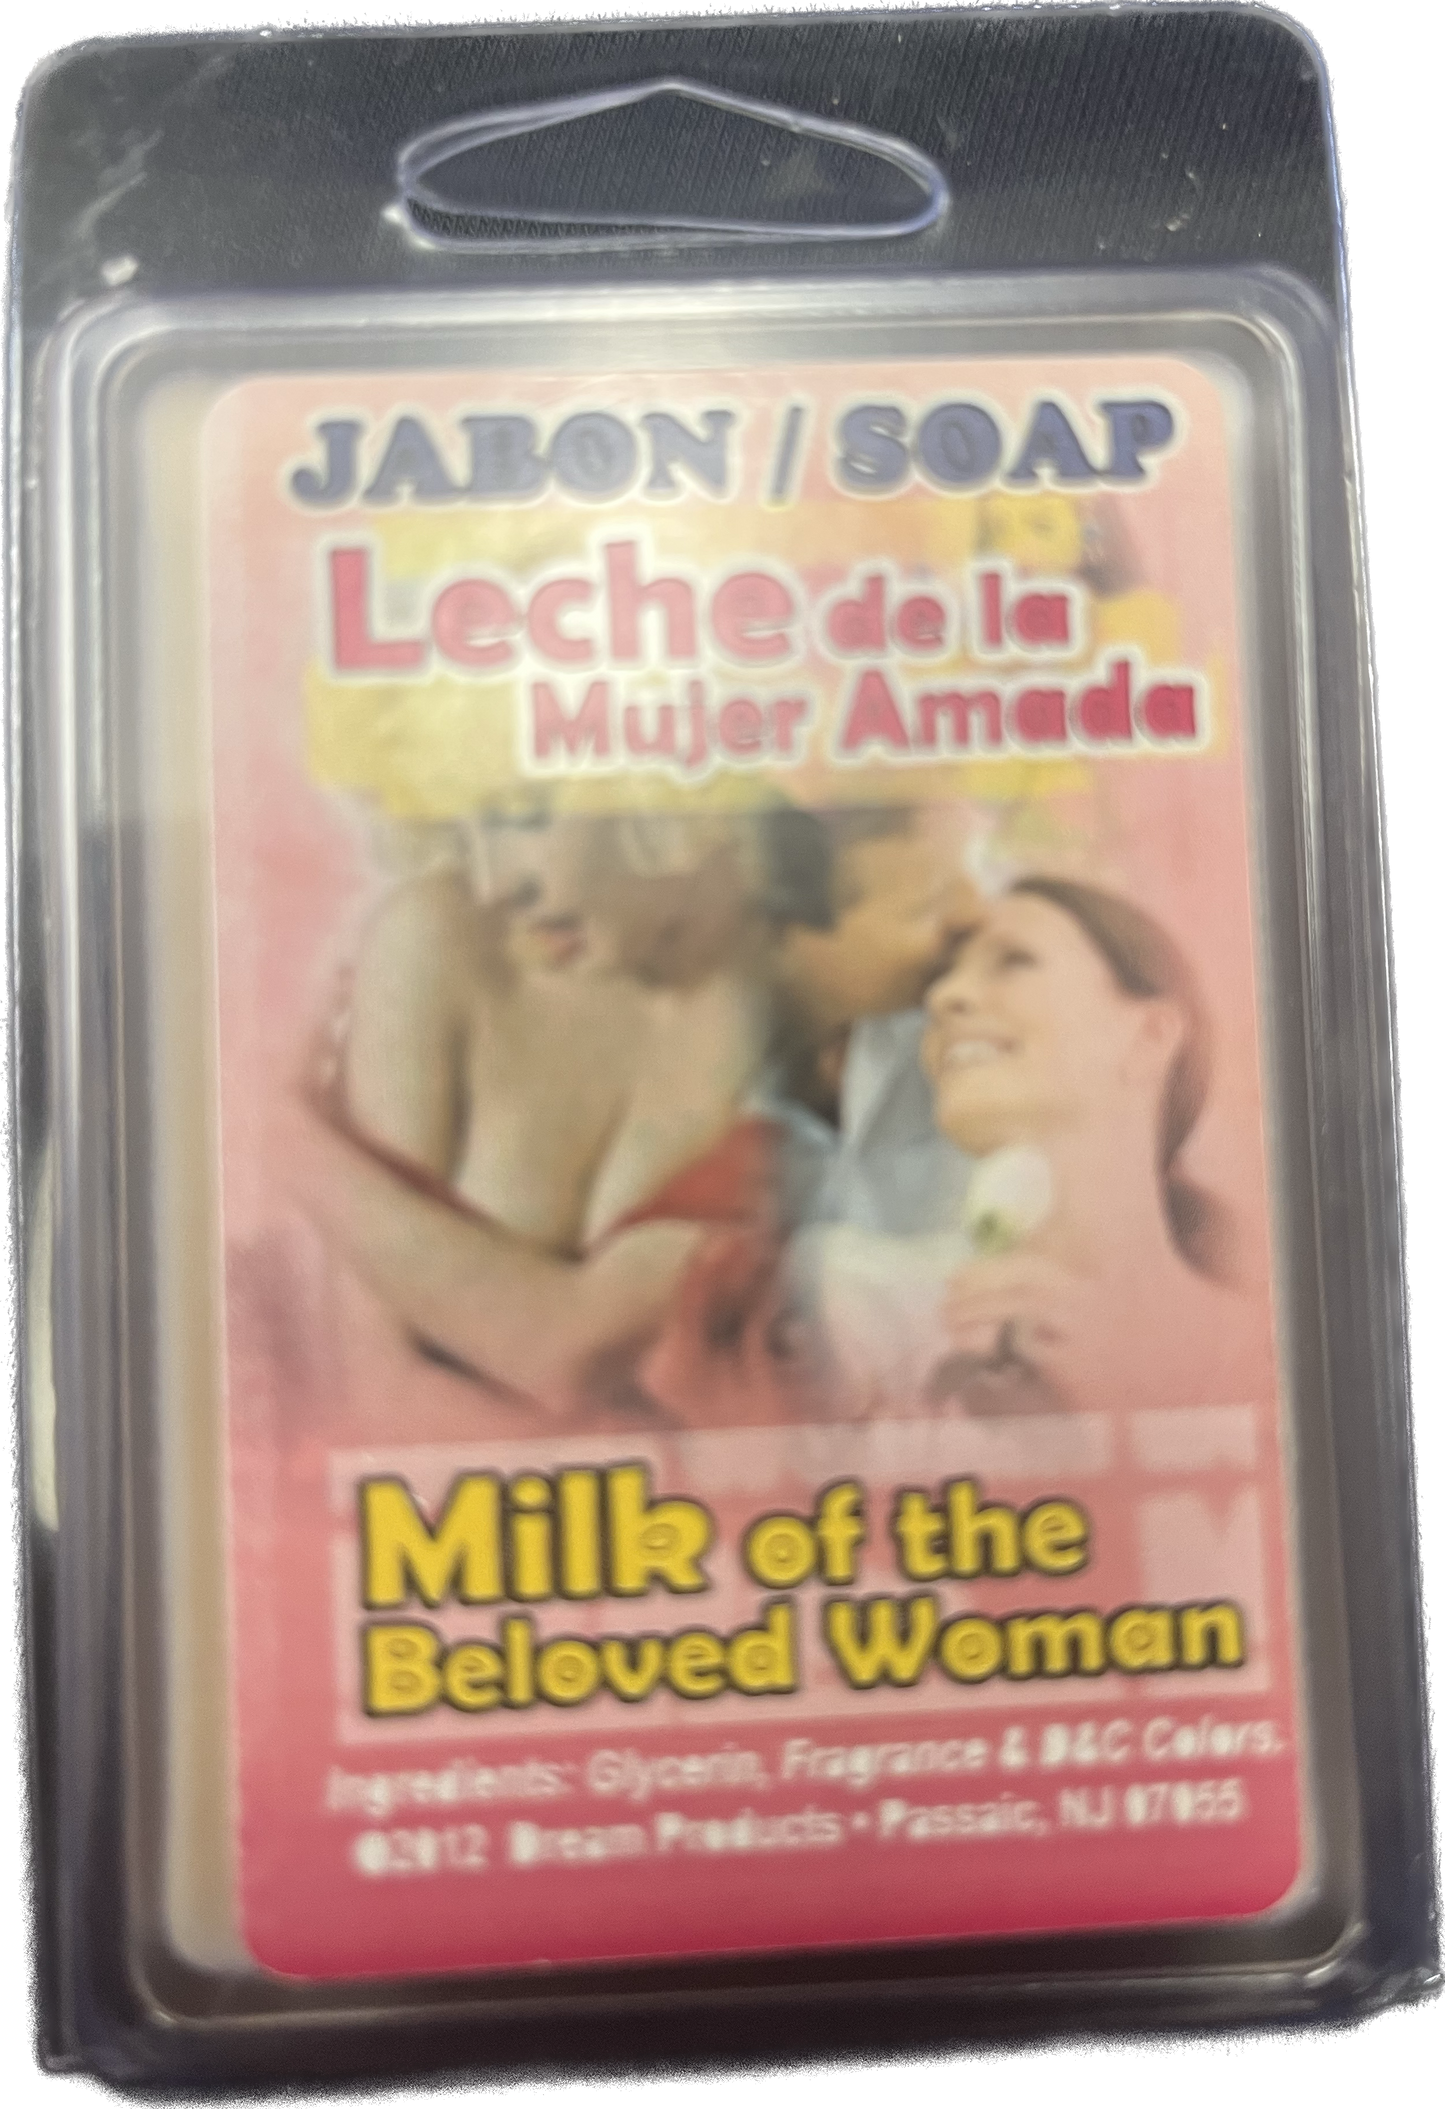 JABON / SOAP
Leche de la
Mujer Amada
Milk of the
Beloved Woman
Ingredients: Glycerin, Fragrance & D&C Colors.
©2012 Dream Products • Passaic, NJ 07055